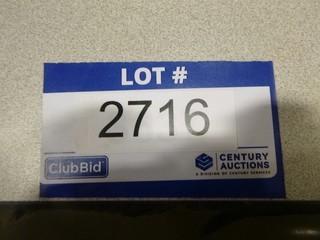 LOT #
2716
ClubBid
CENTURY
AUCTIONS
A DIVISION OF CENTURY SERVICES